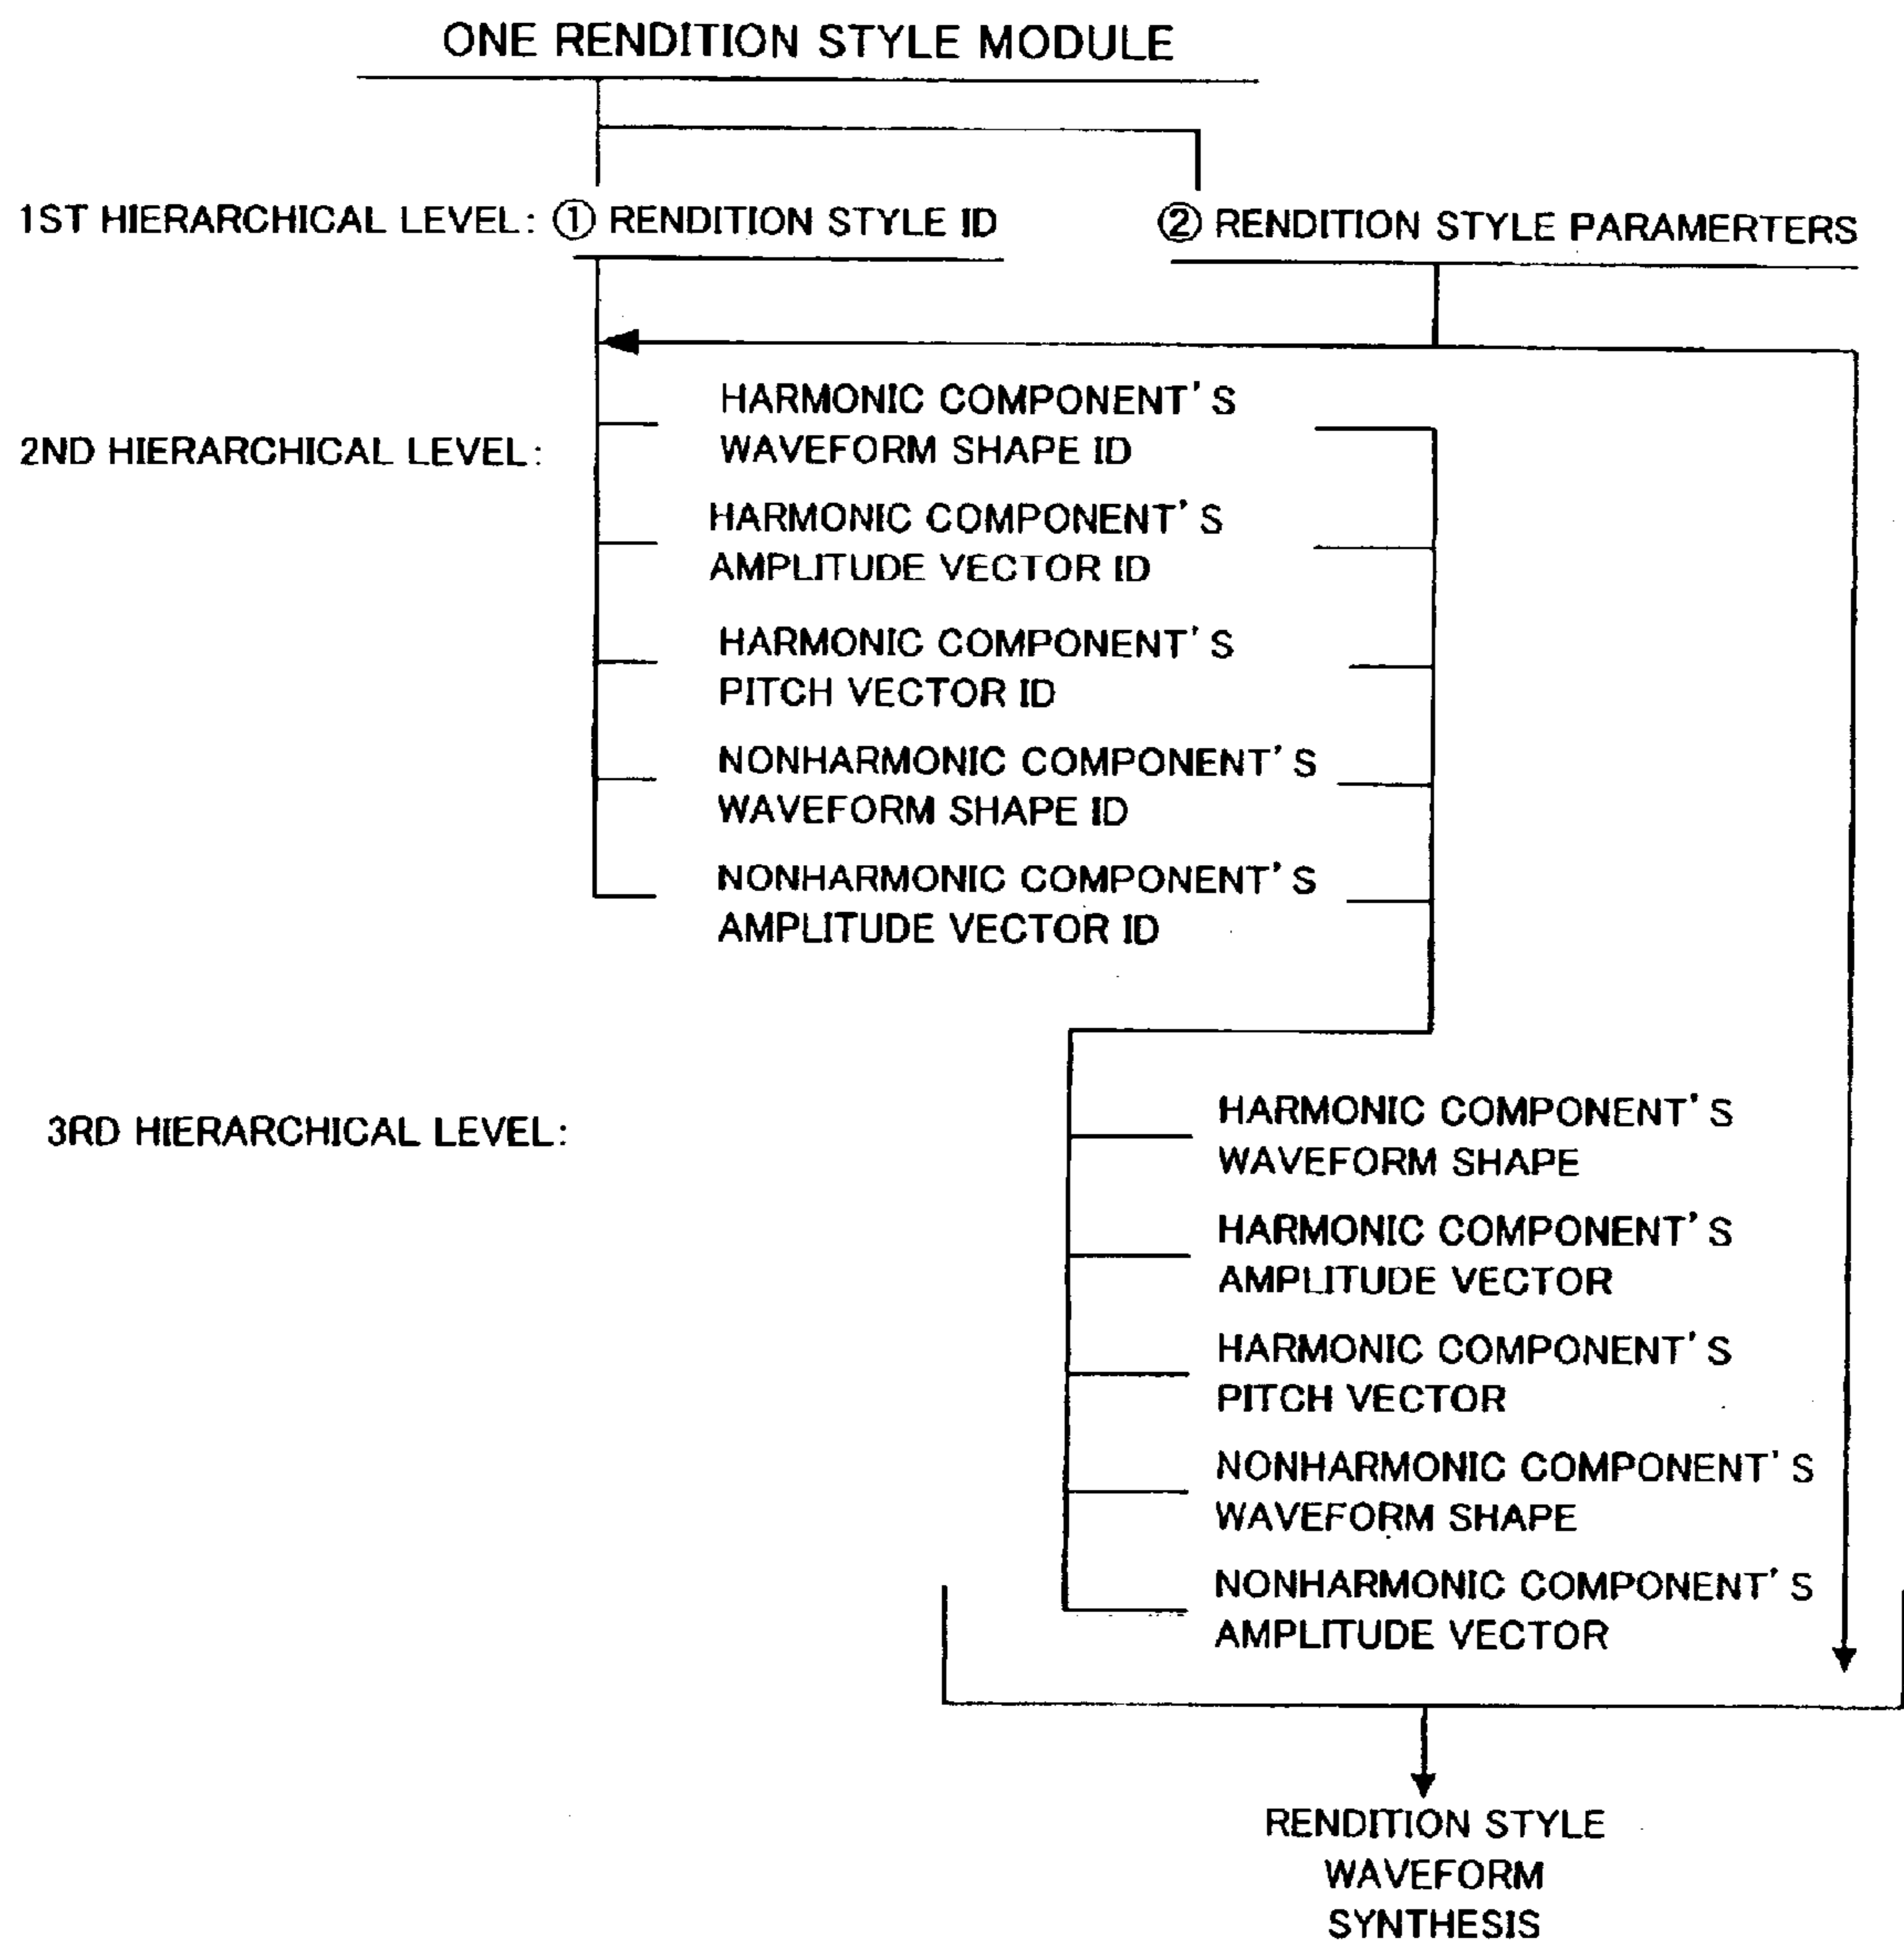 ONE RENDITION STYLE MODULE
1ST HIERARCHICAL LEVEL: ① RENDITION STYLE ID ② RENDITION STYLE PARAMERTERS
2ND HIERARCHICAL LEVEL:
HARMONIC COMPONENT'S
WAVEFORM SHAPE ID
HARMONIC COMPONENT'S
AMPLITUDE VECTOR ID
HARMONIC COMPONENT'S
PITCH VECTOR ID
NONHARMONIC COMPONENT'S
WAVEFORM SHAPE ID
NONHARMONIC COMPONENT'S
AMPLITUDE VECTOR ID
3RD HIERARCHICAL LEVEL:
HARMONIC COMPONENT'S
WAVEFORM SHAPE
HARMONIC COMPONENT'S
AMPLITUDE VECTOR
HARMONIC COMPONENT'S
PITCH VECTOR
NONHARMONIC COMPONENT'S
WAVEFORM SHAPE
NONHARMONIC COMPONENT'S
AMPLITUDE VECTOR
RENDITION STYLE
WAVEFORM
SYNTHESIS